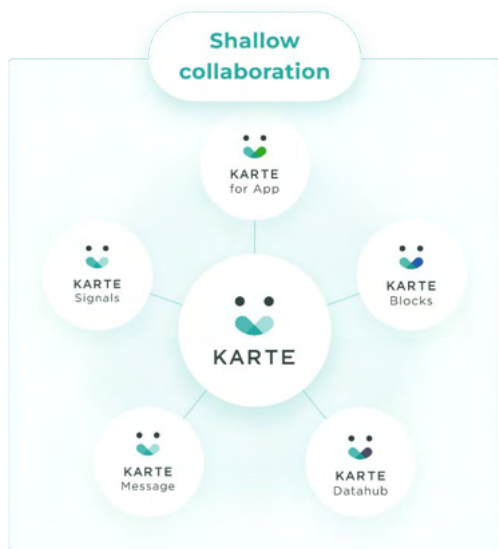 Shallow
collaboration
KARTE
for App
KARTE
Signals
KARTE
Blocks
KARTE
KARTE
Message
KARTE
Datahub